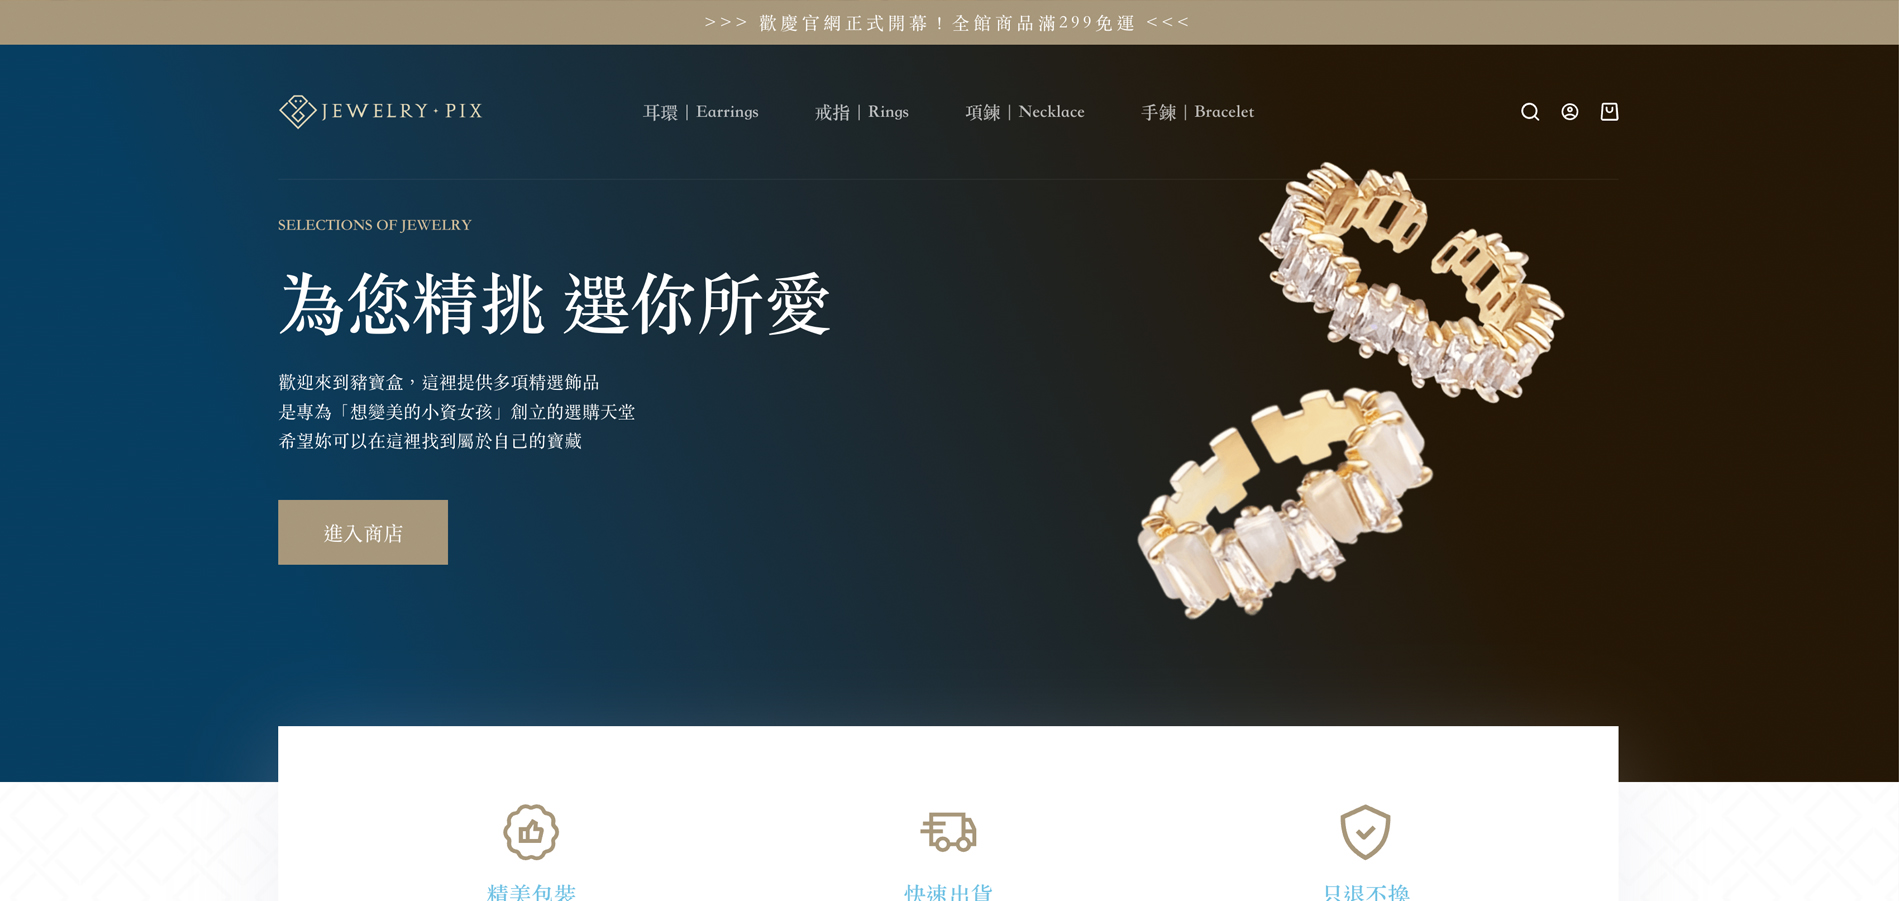 >>> 歡慶官網正式開幕！全館商品滿299免運 <<<
JEWELRY・PIX
耳環｜Earrings
戒指｜Rings
項鍊｜Necklace
手鍊｜Bracelet
SELECTIONS OF JEWELRY
為您精挑 選你所愛
歡迎來到豬寶盒，這裡提供多項精選飾品
是專為「想變美的小資女孩」創立的選購天堂
希望妳可以在這裡找到屬於自己的寶藏
進入商店
精美包裝
快速出貨
只退不換